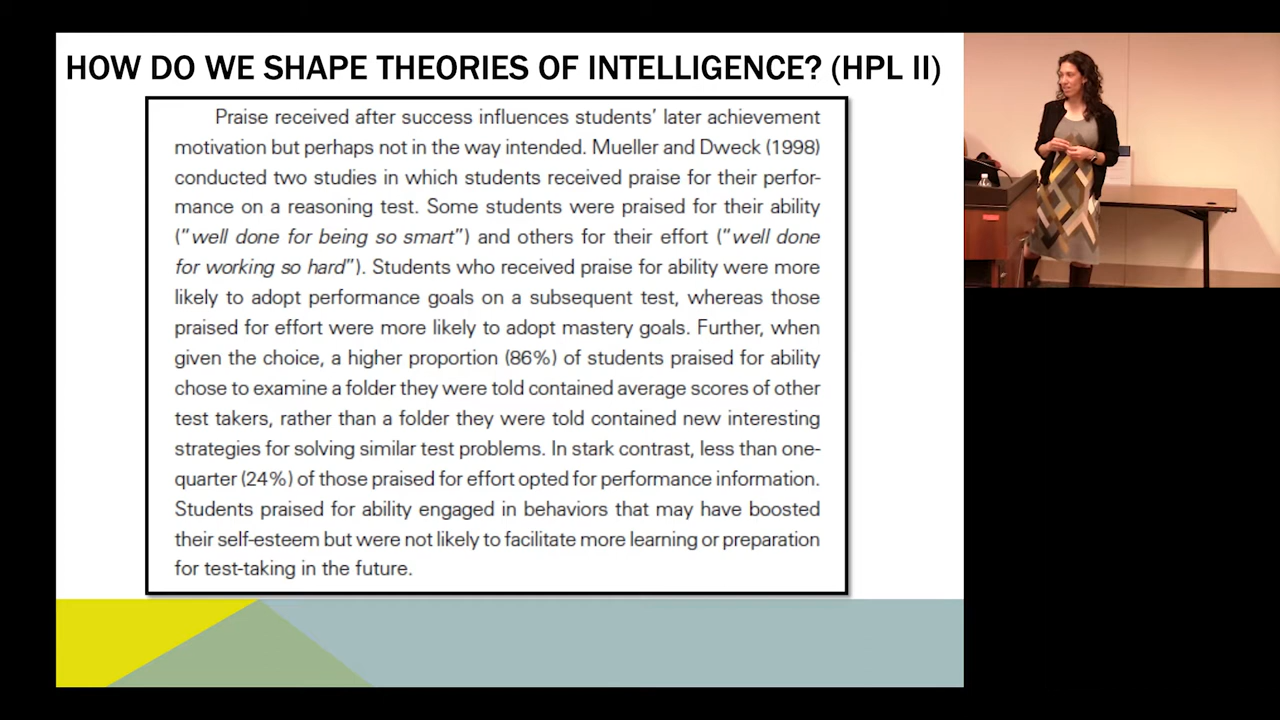 HOW DO WE SHAPE THEORIES OF INTELLIGENCE? (HPL II)
Praise received after success influences students' later achievement
motivation but perhaps not in the way intended. Mueller and Dweck (1998)
conducted two studies in which students received praise for their perfor-
mance on a reasoning test. Some students were praised for their ability
("well done for being so smart") and others for their effort ("well done
for working so hard"). Students who received praise for ability were more
likely to adopt performance goals on a subsequent test, whereas those
praised for effort were more likely to adopt mastery goals. Further, when
given the choice, a higher proportion (86%) of students praised for ability
chose to examine a folder they were told contained average scores of other
test takers, rather than a folder they were told contained new interesting
strategies for solving similar test problems. In stark contrast, less than one-
quarter (24%) of those praised for effort opted for performance information.
Students praised for ability engaged in behaviors that may have boosted
their self-esteem but were not likely to facilitate more learning or preparation
for test-taking in the future.